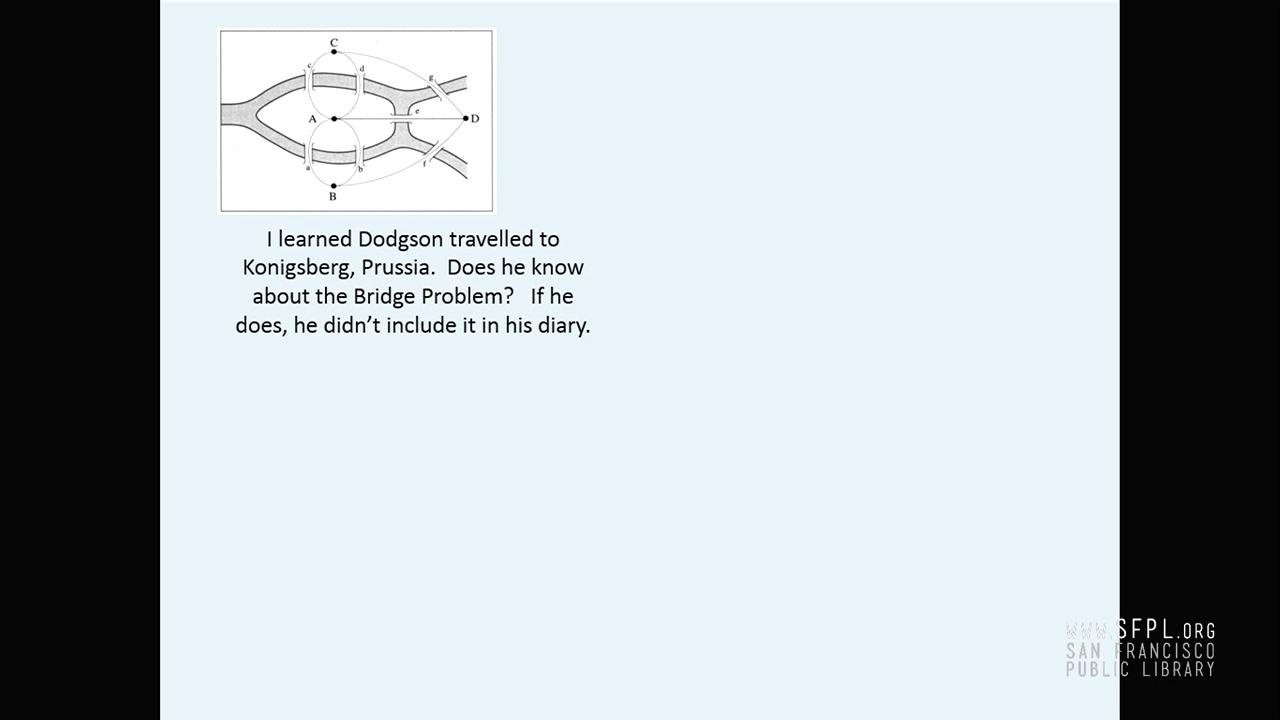 C
c
d
g
A
e
D
a
b
f
B
I learned Dodgson travelled to
Konigsberg, Prussia.  Does he know
about the Bridge Problem?   If he
does, he didn’t include it in his diary.
WWW.SFPL.ORG
SAN FRANCISCO
PUBLIC LIBRARY